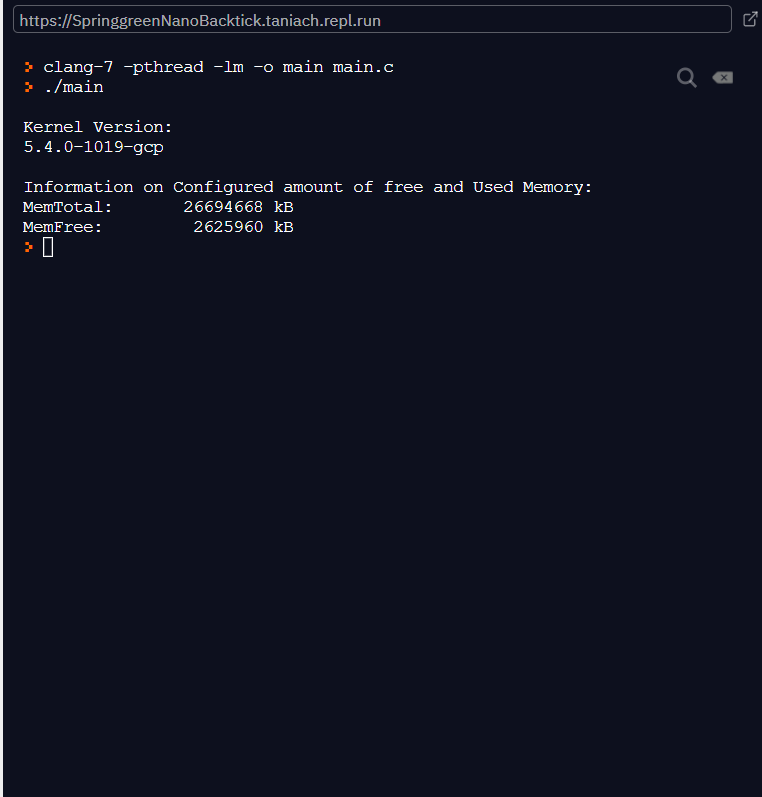 https://SpringgreenNanoBacktick.taniach.repl.run
> clang-7 -pthread -lm -o main main.c
> ./main
Kernel Version:
5.4.0-1019-gcp
Information on Configured amount of free and Used Memory:
MemTotal:       26694668 kB
MemFree:         2625960 kB
>